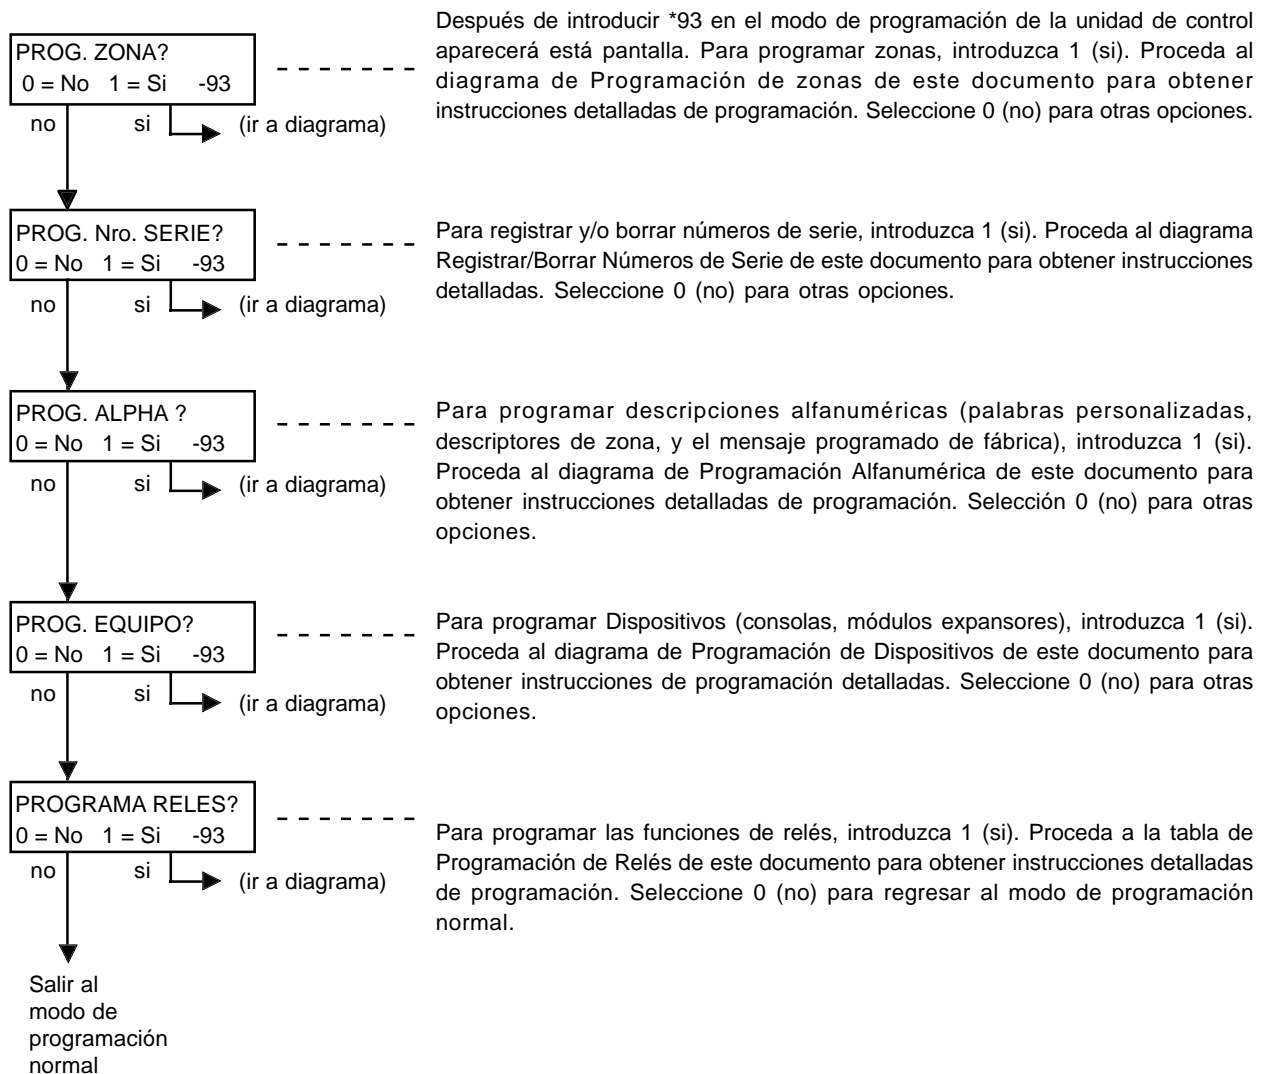 Después de introducir *93 en el modo de programación de la unidad de control
aparecerá está pantalla. Para programar zonas, introduzca 1 (si). Proceda al
diagrama de Programación de zonas de este documento para obtener
instrucciones detalladas de programación. Seleccione 0 (no) para otras opciones.
PROG. ZONA?
0 = No 1 = Si -93
no si (ir a diagrama)
PROG. Nro. SERIE?
0 = No 1 = Si -93
no si (ir a diagrama)
Para registrar y/o borrar números de serie, introduzca 1 (si). Proceda al diagrama
Registrar/Borrar Números de Serie de este documento para obtener instrucciones
detalladas. Seleccione 0 (no) para otras opciones.
PROG. ALPHA ?
0 = No 1 = Si -93
no si (ir a diagrama)
Para programar descripciones alfanuméricas (palabras personalizadas,
descriptores de zona, y el mensaje programado de fábrica), introduzca 1 (si).
Proceda al diagrama de Programación Alfanumérica de este documento para
obtener instrucciones detalladas de programación. Selección 0 (no) para otras
opciones.
PROG. EQUIPO?
0 = No 1 = Si -93
no si (ir a diagrama)
Para programar Dispositivos (consolas, módulos expansores), introduzca 1 (si).
Proceda al diagrama de Programación de Dispositivos de este documento para
obtener instrucciones de programación detalladas. Seleccione 0 (no) para otras
opciones.
PROGRAMA RELES?
0 = No 1 = Si -93
no si (ir a diagrama)
Para programar las funciones de relés, introduzca 1 (si). Proceda a la tabla de
Programación de Relés de este documento para obtener instrucciones detalladas
de programación. Seleccione 0 (no) para regresar al modo de programación
normal.
Salir al
modo de
programación
normal